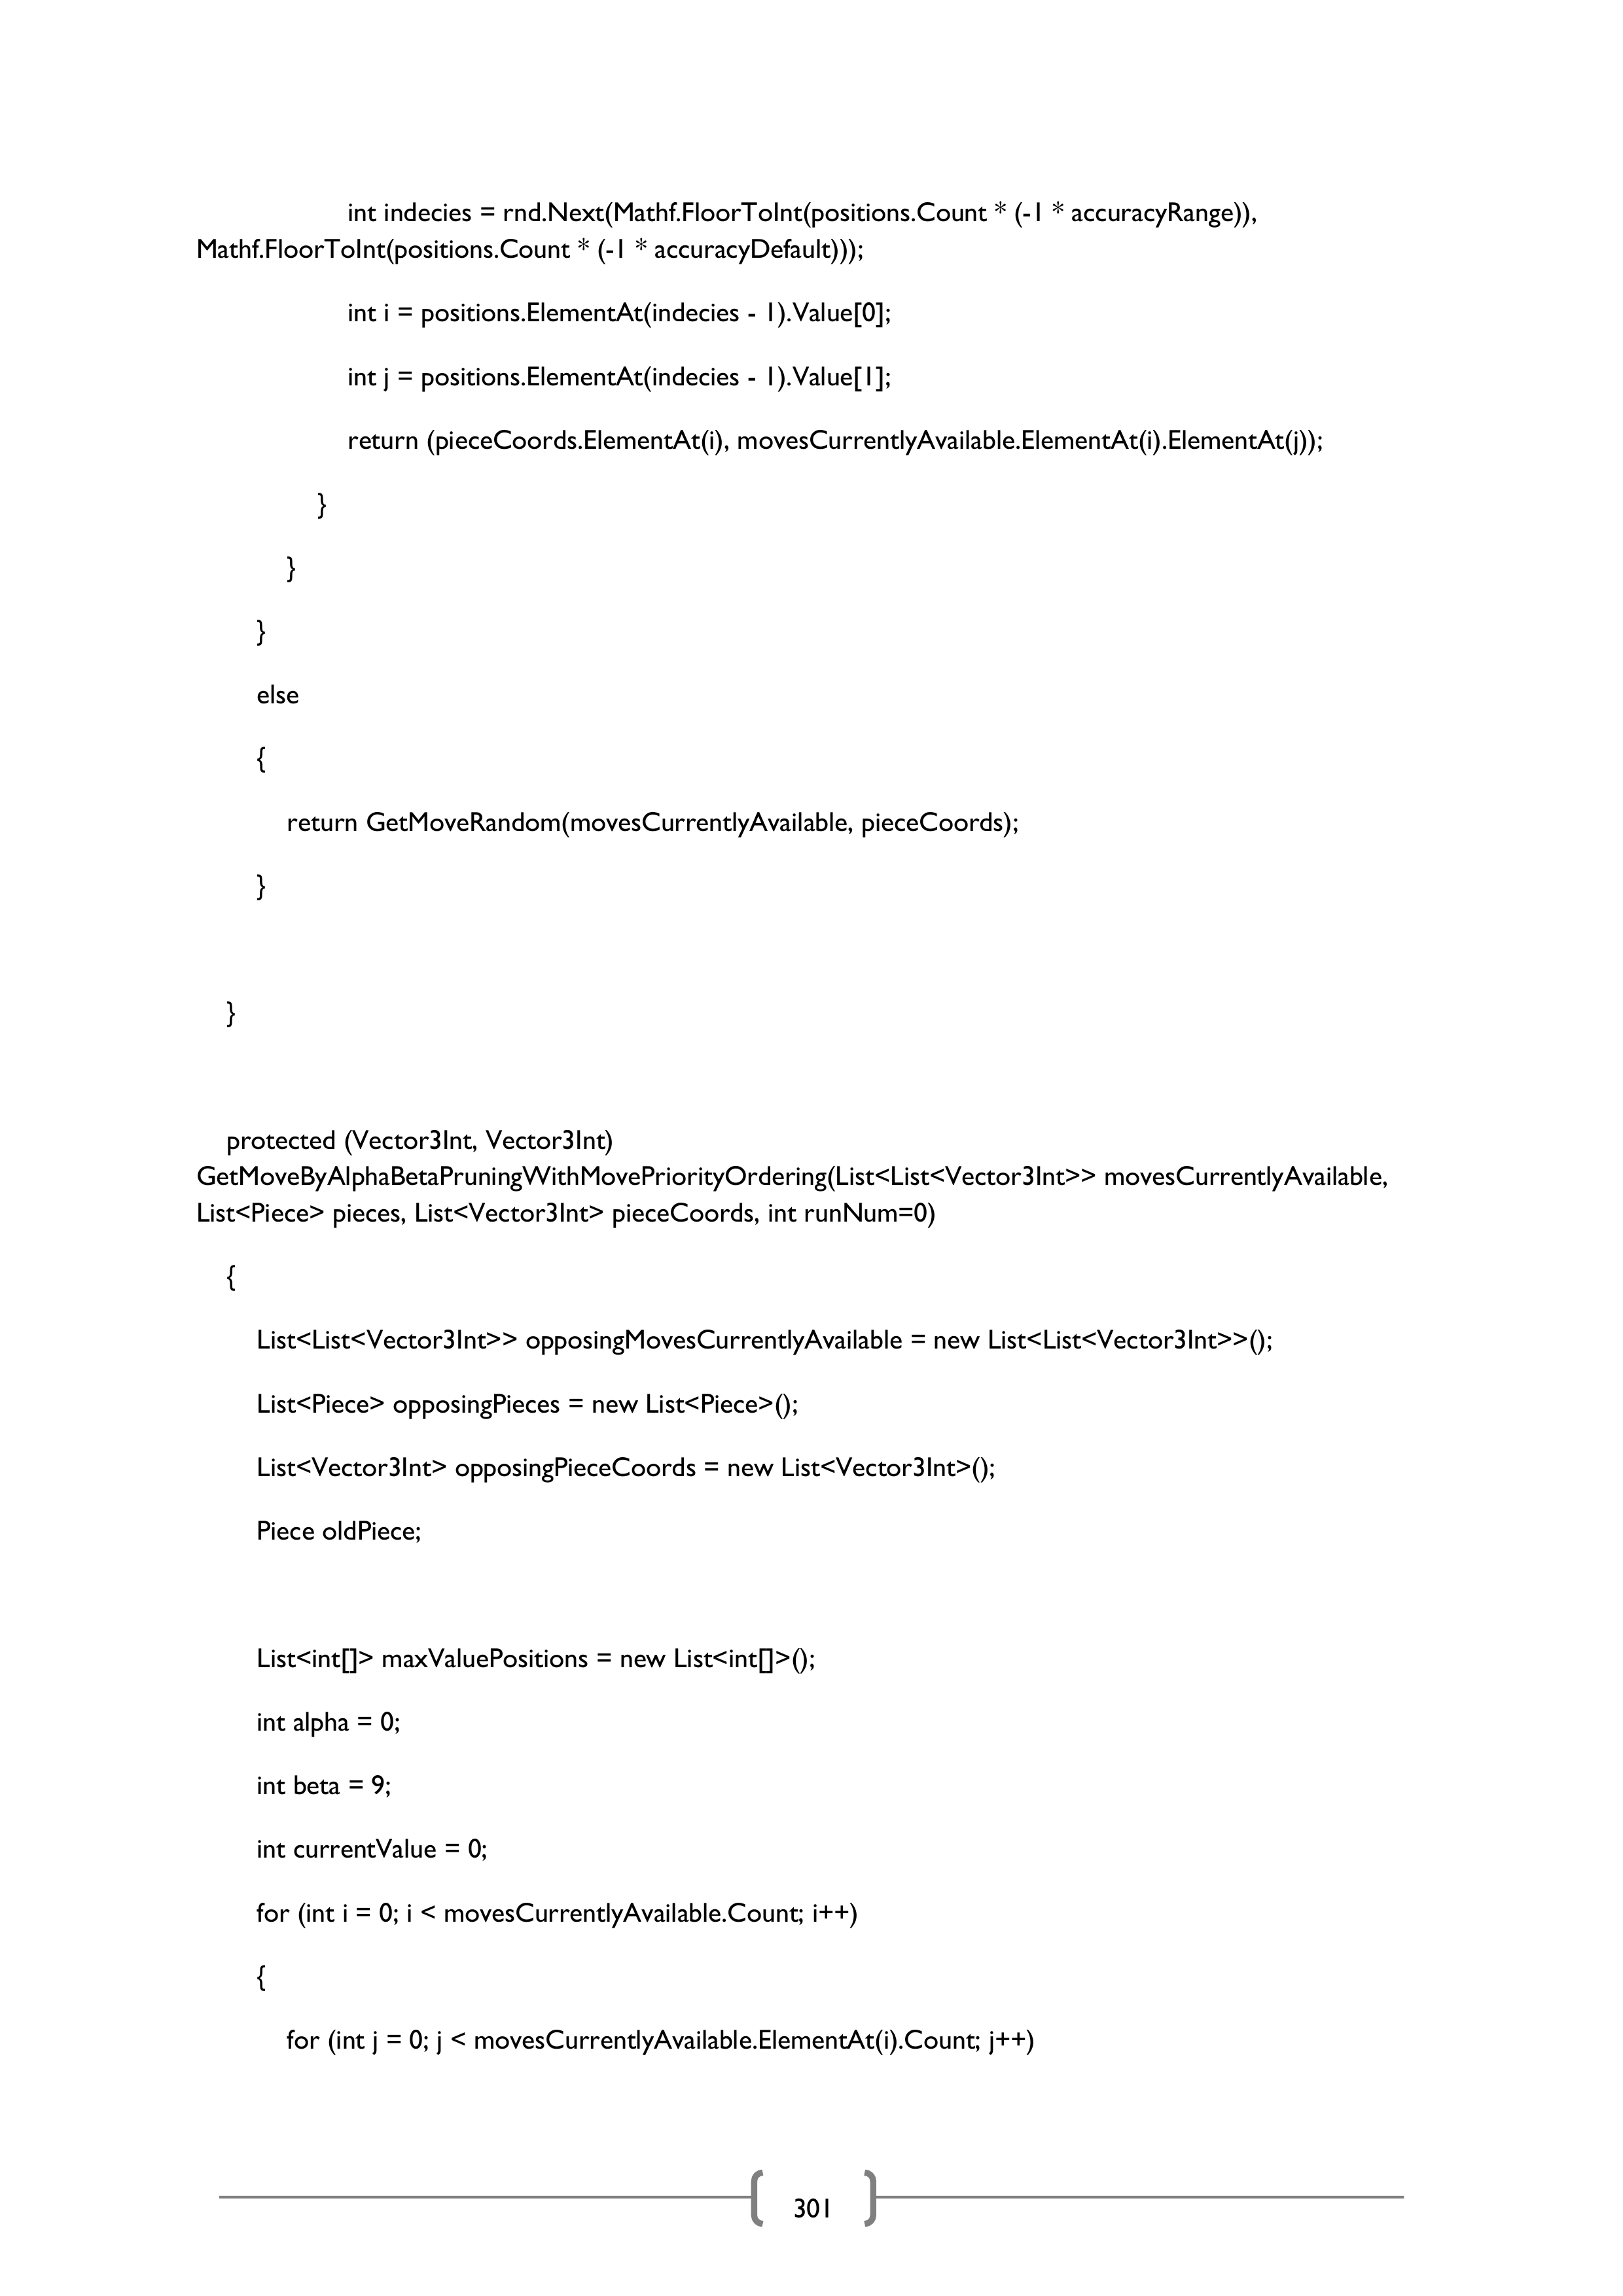 int indecies = rnd.Next(Mathf.FloorToInt(positions.Count * (-1 * accuracyRange)),
Mathf.FloorToInt(positions.Count * (-1 * accuracyDefault)));
int i = positions.ElementAt(indecies - 1).Value[0];
int j = positions.ElementAt(indecies - 1).Value[1];
return (pieceCoords.ElementAt(i), movesCurrentlyAvailable.ElementAt(i).ElementAt(j));
}
}
}
else
{
return GetMoveRandom(movesCurrentlyAvailable, pieceCoords);
}
}
protected (Vector3Int, Vector3Int)
GetMoveByAlphaBetaPruningWithMovePriorityOrdering(List<List<Vector3Int>> movesCurrentlyAvailable,
List<Piece> pieces, List<Vector3Int> pieceCoords, int runNum=0)
{
List<List<Vector3Int>> opposingMovesCurrentlyAvailable = new List<List<Vector3Int>>();
List<Piece> opposingPieces = new List<Piece>();
List<Vector3Int> opposingPieceCoords = new List<Vector3Int>();
Piece oldPiece;
List<int[]> maxValuePositions = new List<int[]>();
int alpha = 0;
int beta = 9;
int currentValue = 0;
for (int i = 0; i < movesCurrentlyAvailable.Count; i++)
{
for (int j = 0; j < movesCurrentlyAvailable.ElementAt(i).Count; j++)
301